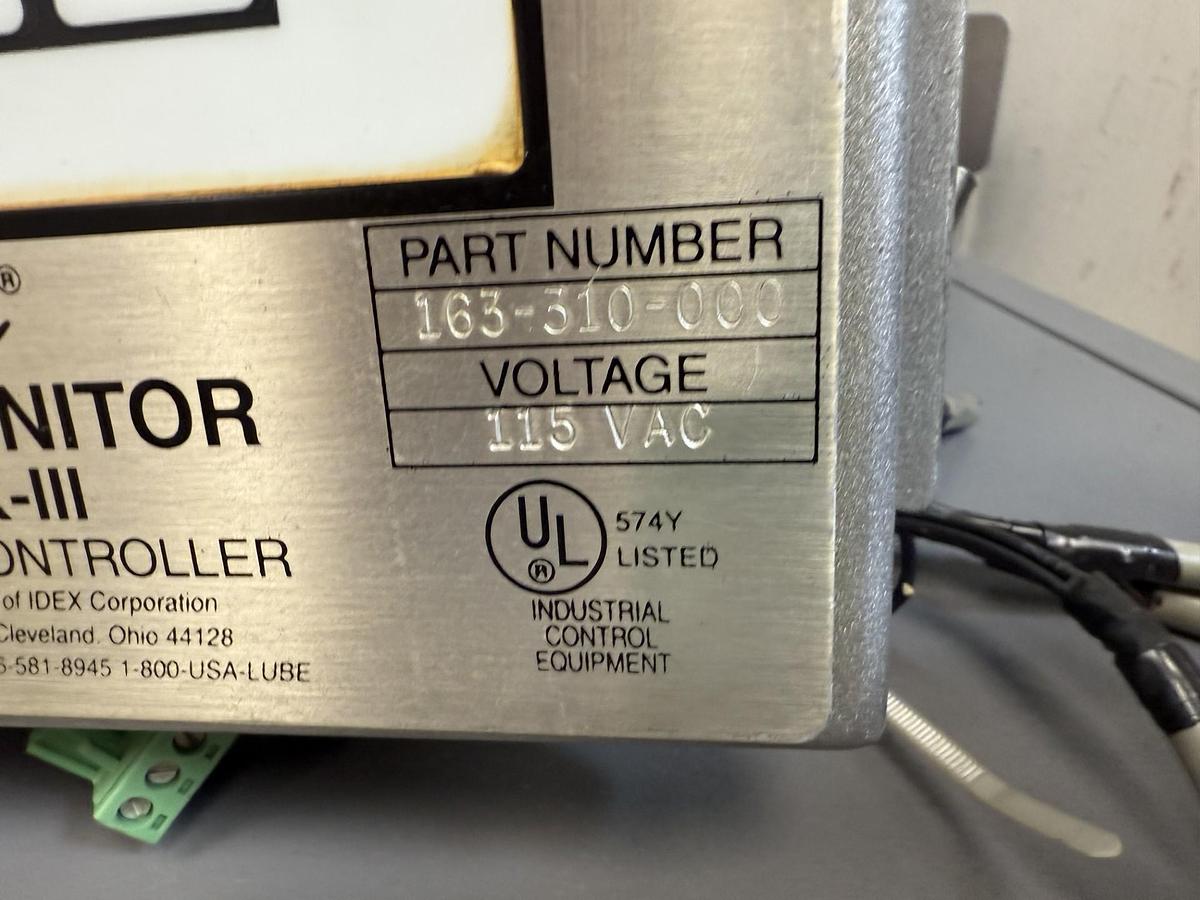 ®
PART NUMBER
163-310-000
VOLTAGE
115 VAC
NITOR
-III
ONTROLLER
of IDEX Corporation
Cleveland, Ohio 44128
-581-8945 1-800-USA-LUBE
UL
®
574Y
LISTED
INDUSTRIAL
CONTROL
EQUIPMENT